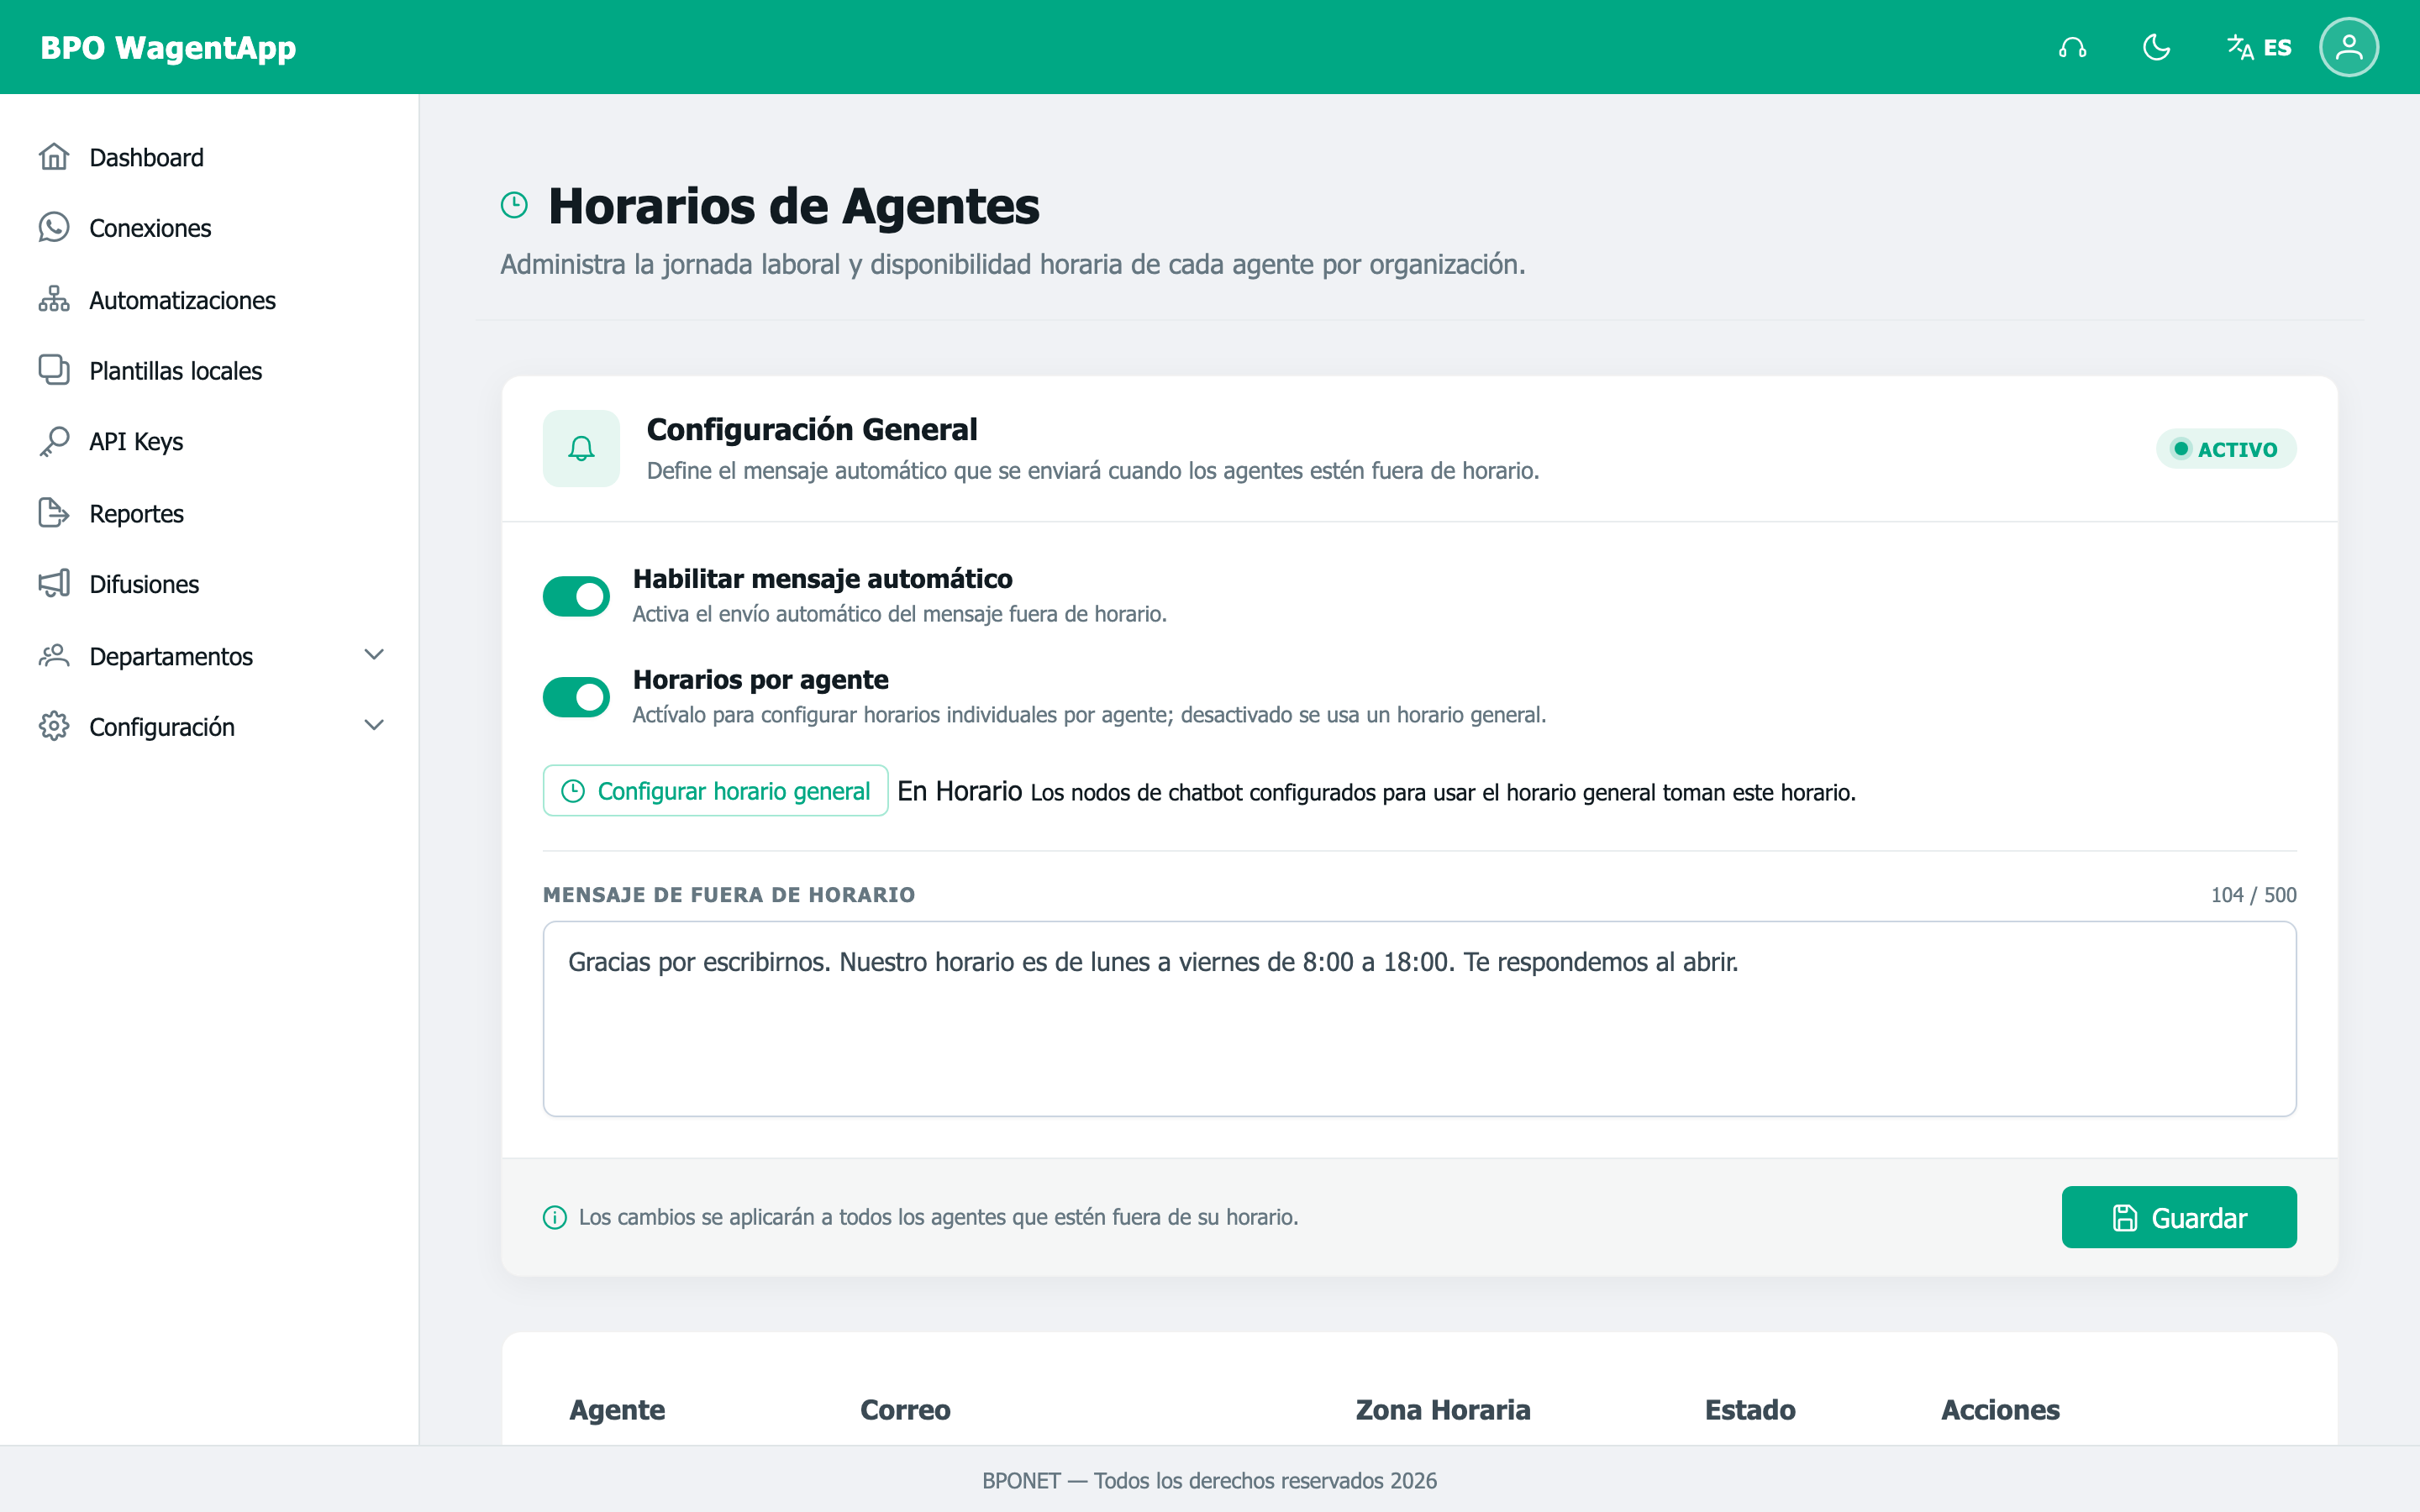 BPO WagentApp
ES
Dashboard
Conexiones
Automatizaciones
Plantillas locales
API Keys
Reportes
Difusiones
Departamentos
Configuración
Horarios de Agentes
Administra la jornada laboral y disponibilidad horaria de cada agente por organización.
Configuración General
Define el mensaje automático que se enviará cuando los agentes estén fuera de horario.
ACTIVO
Habilitar mensaje automático
Activa el envío automático del mensaje fuera de horario.
Horarios por agente
Actívalo para configurar horarios individuales por agente; desactivado se usa un horario general.
Configurar horario general En Horario Los nodos de chatbot configurados para usar el horario general toman este horario.
MENSAJE DE FUERA DE HORARIO 104 / 500
Gracias por escribirnos. Nuestro horario es de lunes a viernes de 8:00 a 18:00. Te respondemos al abrir.
Los cambios se aplicarán a todos los agentes que estén fuera de su horario.
Guardar
Agente Correo Zona Horaria Estado Acciones
BPONET — Todos los derechos reservados 2026